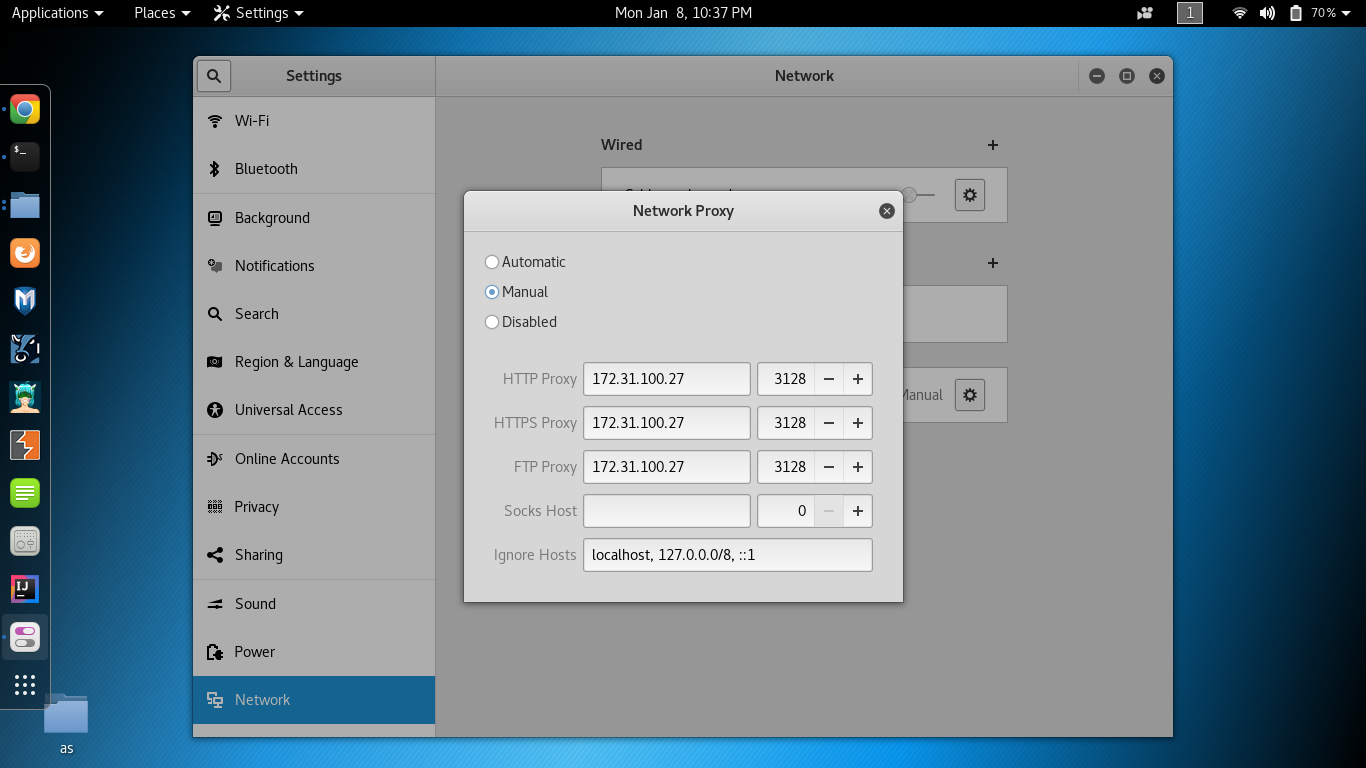 Applications Places Settings Mon Jan 8, 10:37 PM 1 70%
Settings Network
Wi-Fi
Bluetooth
Background
Notifications
Search
Region & Language
Universal Access
Online Accounts
Privacy
Sharing
Sound
Power
Network
Wired
Manual
Network Proxy
Automatic
Manual
Disabled
HTTP Proxy 172.31.100.27 3128
HTTPS Proxy 172.31.100.27 3128
FTP Proxy 172.31.100.27 3128
Socks Host 0
Ignore Hosts localhost, 127.0.0.0/8, ::1
$_
IJ
as